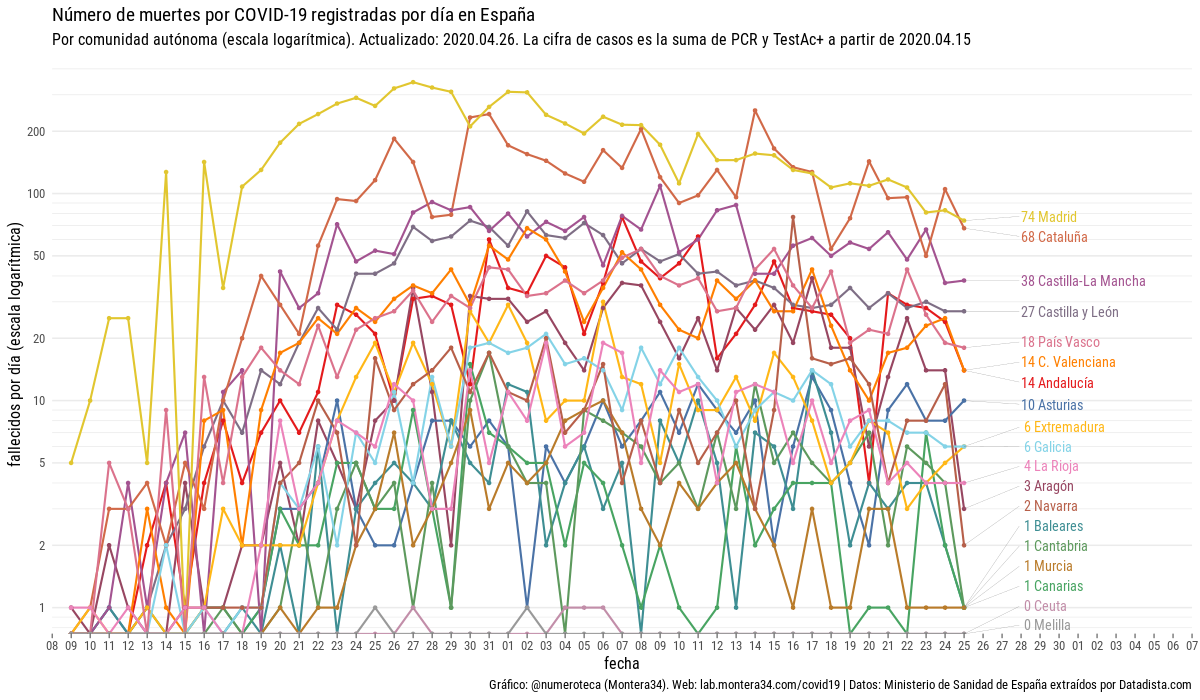 Número de muertes por COVID-19 registradas por día en España
Por comunidad autónoma (escala logarítmica). Actualizado: 2020.04.26. La cifra de casos es la suma de PCR y TestAc+ a partir de 2020.04.15
fallecidos por día (escala logarítmica)
200
100
50
20
10
5
2
1
74 Madrid
68 Cataluña
38 Castilla-La Mancha
27 Castilla y León
18 País Vasco
14 C. Valenciana
14 Andalucía
10 Asturias
6 Extremadura
6 Galicia
4 La Rioja
3 Aragón
2 Navarra
1 Baleares
1 Cantabria
1 Murcia
1 Canarias
0 Ceuta
0 Melilla
08 09 10 11 12 13 14 15 16 17 18 19 20 21 22 23 24 25 26 27 28 29 30 31 01 02 03 04 05 06 07 08 09 10 11 12 13 14 15 16 17 18 19 20 21 22 23 24 25 26 27 28 29 30 01 02 03 04 05 06 07
fecha
Gráfico: @numeroteca (Montera34). Web: lab.montera34.com/covid19 | Datos: Ministerio de Sanidad de España extraídos por Datadista.com